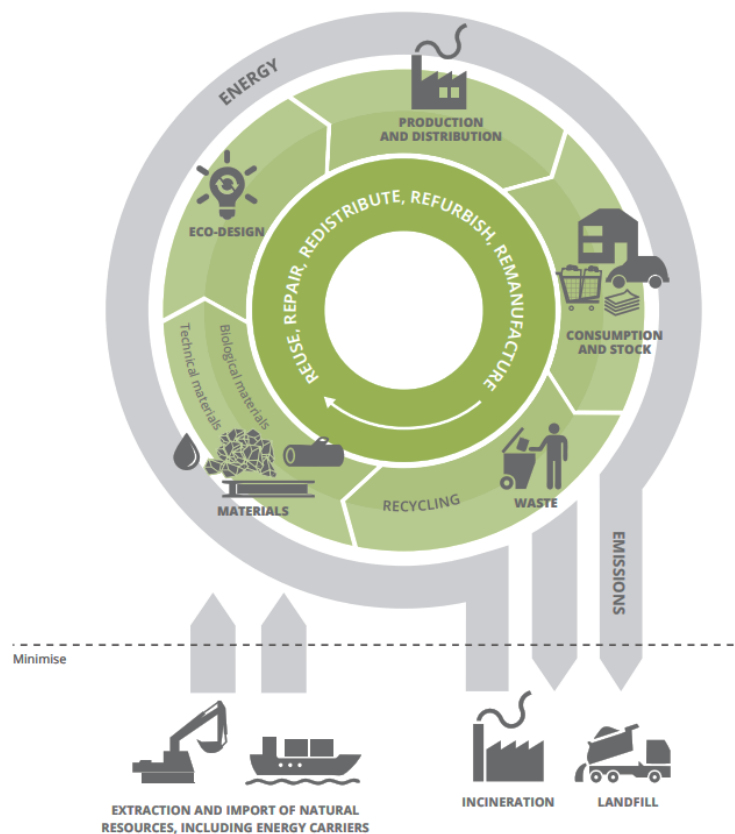 ENERGY
PRODUCTION
AND DISTRIBUTION
ECO-DESIGN
REUSE, REPAIR, REDISTRIBUTE, REFURBISH, REMANUFACTURE
CONSUMPTION
AND STOCK
Technical materials
Biological materials
MATERIALS
RECYCLING
WASTE
EMISSIONS
Minimise
EXTRACTION AND IMPORT OF NATURAL
RESOURCES, INCLUDING ENERGY CARRIERS
INCINERATION
LANDFILL